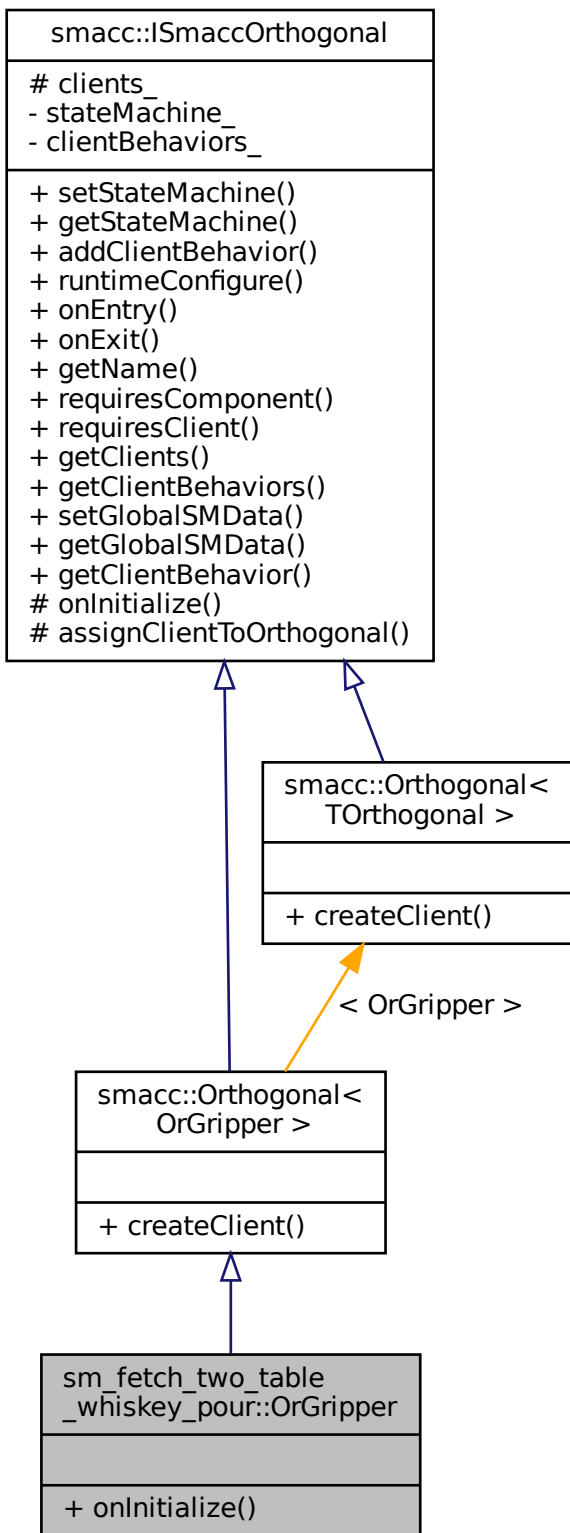 smacc::ISmaccOrthogonal
# clients_
- stateMachine_
- clientBehaviors_
+ setStateMachine()
+ getStateMachine()
+ addClientBehavior()
+ runtimeConfigure()
+ onEntry()
+ onExit()
+ getName()
+ requiresComponent()
+ requiresClient()
+ getClients()
+ getClientBehaviors()
+ setGlobalSMData()
+ getGlobalSMData()
+ getClientBehavior()
# onInitialize()
# assignClientToOrthogonal()
smacc::Orthogonal<
TOrthogonal >
+ createClient()
< OrGripper >
smacc::Orthogonal<
OrGripper >
+ createClient()
sm_fetch_two_table
_whiskey_pour::OrGripper
+ onInitialize()